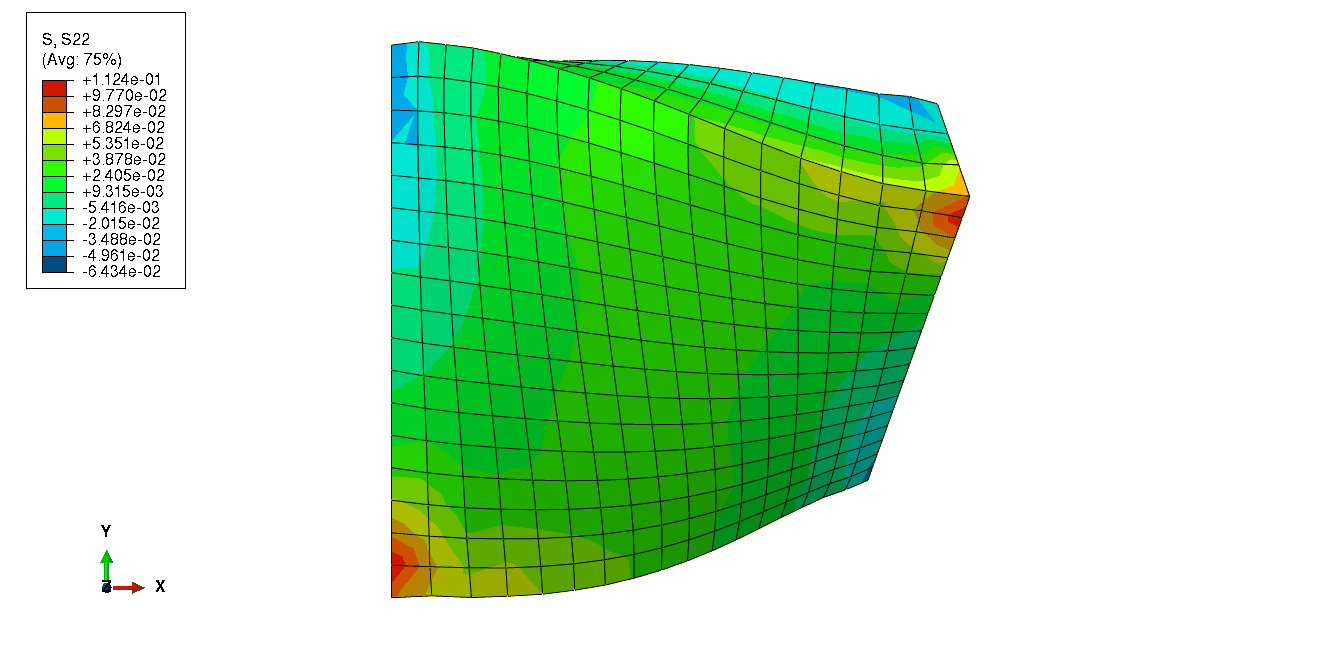 S, S22
(Avg: 75%)
+1.124e-01
+9.770e-02
+8.297e-02
+6.824e-02
+5.351e-02
+3.878e-02
+2.405e-02
+9.315e-03
-5.416e-03
-2.015e-02
-3.488e-02
-4.961e-02
-6.434e-02
Y
Z
X